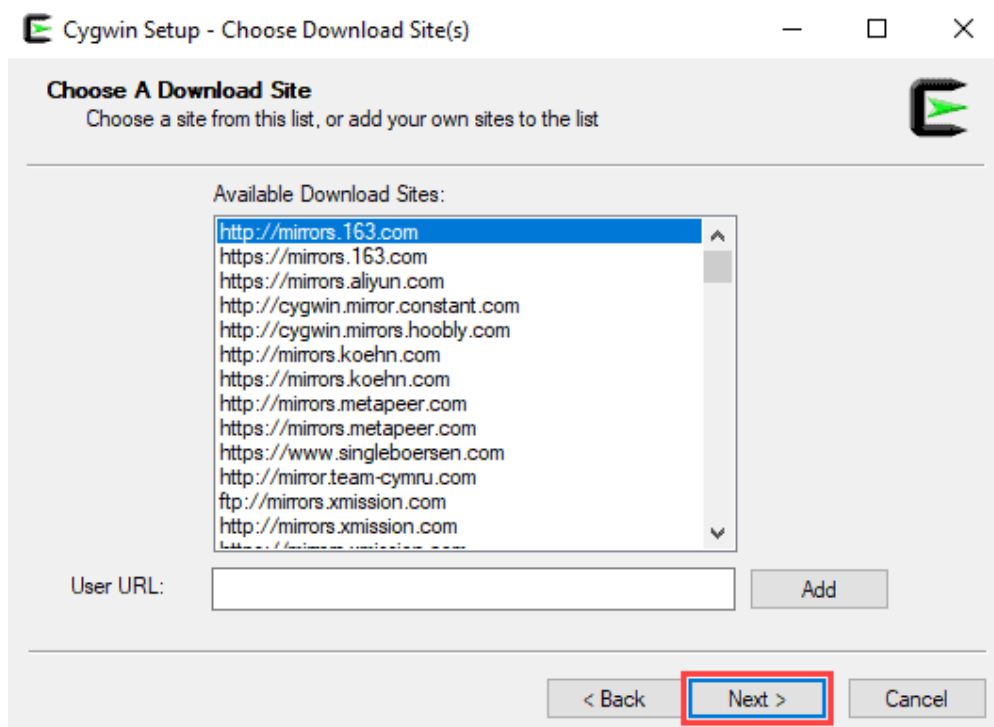 Cygwin Setup - Choose Download Site(s)
Choose A Download Site
Choose a site from this list, or add your own sites to the list
Available Download Sites:
http://mirrors.163.com
https://mirrors.163.com
https://mirrors.aliyun.com
http://cygwin.mirror.constant.com
http://cygwin.mirrors.hoobly.com
http://mirrors.koehn.com
https://mirrors.koehn.com
http://mirrors.metapeer.com
https://mirrors.metapeer.com
https://www.singleboersen.com
http://mirror.team-cymru.com
ftp://mirrors.xmission.com
http://mirrors.xmission.com
User URL:
Add
< Back
Next >
Cancel